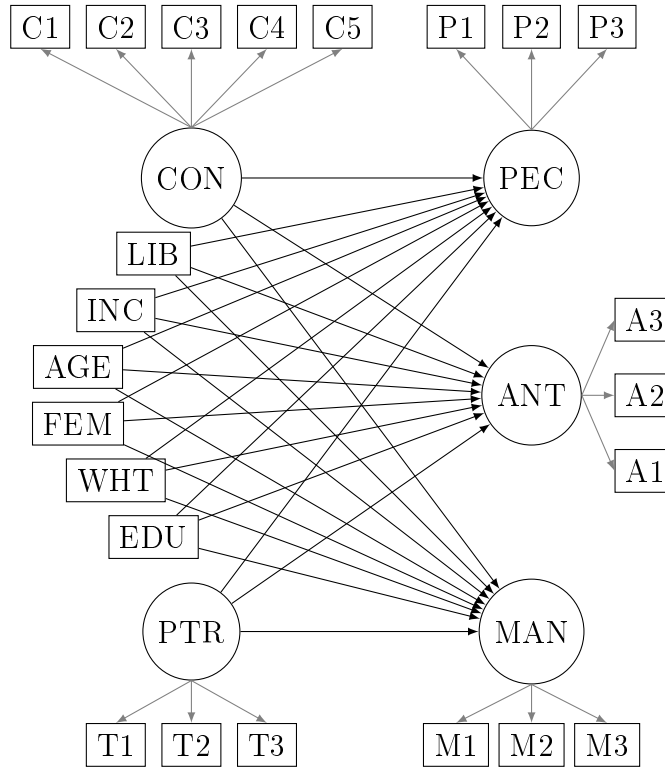 C1 C2 C3 C4 C5 P1 P2 P3
CON PEC
LIB
INC
A3
AGE
ANT A2
FEM
WHT
A1
EDU
PTR MAN
T1 T2 T3 M1 M2 M3